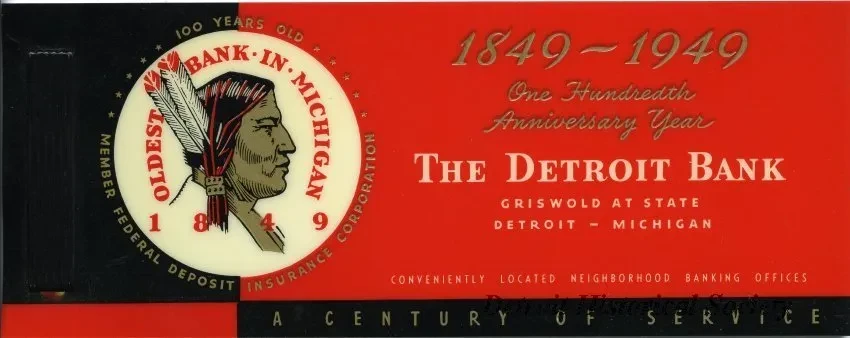 100 YEARS OLD
OLDEST BANK·IN·MICHIGAN
1849
MEMBER FEDERAL DEPOSIT INSURANCE CORPORATION
1849–1949
One Hundredth
Anniversary Year
THE DETROIT BANK
GRISWOLD AT STATE
DETROIT – MICHIGAN
CONVENIENTLY LOCATED NEIGHBORHOOD BANKING OFFICES
Detroit Historical Society
A CENTURY OF SERVICE